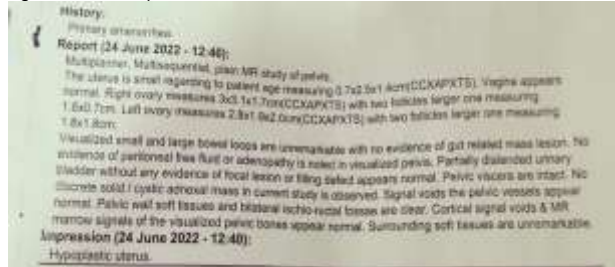 History:
Primary amenorrhea.
Report (24 June 2022 - 12:40):
Multiplanner, Multisequential, plain MR study of pelvis.
The uterus is small regarding to patient age measuring 0.7x2.5x1.4cm(CCXAPXTS). Vagina appears
normal. Right ovary measures 3x3.1x1.7cm(CCXAPXTS) with two follicles larger one measuring
1.6x0.7cm. Left ovary measures 2.8x1.9x2.0cm(CCXAPXTS) with two follicles larger one measuring
1.8x1.8cm.
Visualized small and large bowel loops are unremarkable with no evidence of gut related mass lesion. No
evidence of peritoneal free fluid or adenopathy is noted in visualized pelvis. Partially distended urinary
bladder without any evidence of focal lesion or filling defect appears normal. Pelvic viscera are intact. No
discrete solid / cystic adnexal mass in current study is observed. Signal voids the pelvic vessels appear
normal. Pelvic wall soft tissues and bilateral ischio-rectal fossae are clear. Cortical signal voids & MR
marrow signals of the visualized pelvic bones appear normal. Surrounding soft tissues are unremarkable.
Impression (24 June 2022 - 12:40):
Hypoplastic uterus.